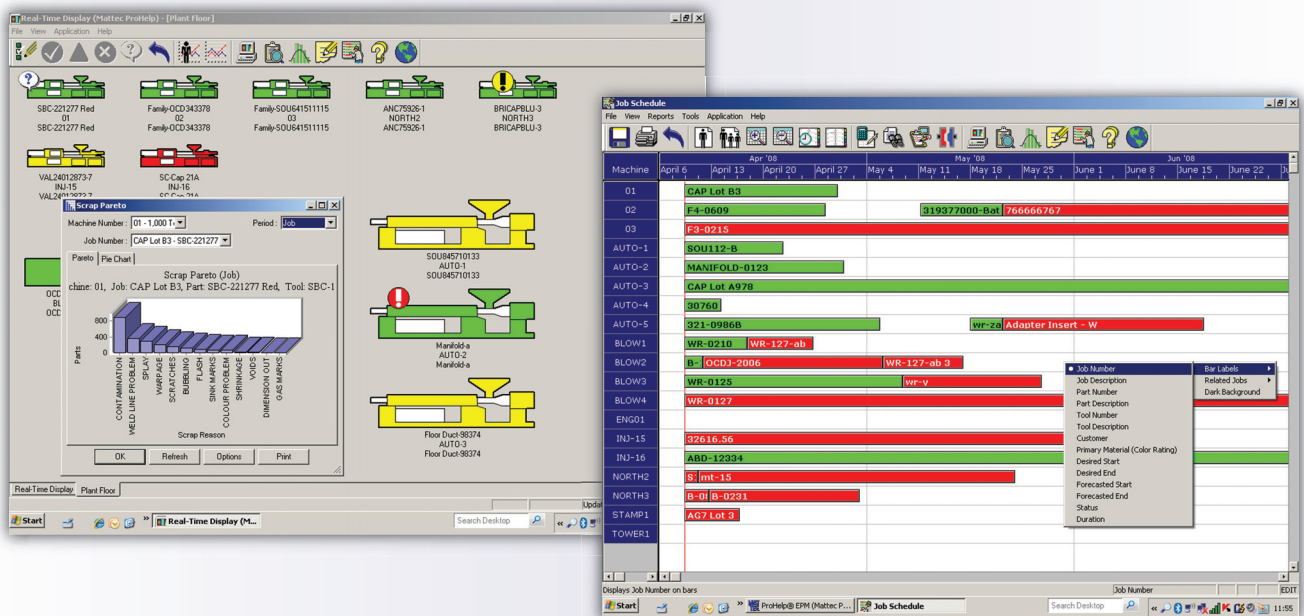 Real-Time Display (Mattec ProHelp) - [Plant Floor]
File View Application Help
SBC-221277 Red
01
SBC-221277 Red
Family-OCD343378
02
Family-OCD343378
Family-SOU641511115
03
Family-SOU641511115
ANC75926-1
NORTH2
ANC75926-1
BRICAPBLU-3
NORTH3
BRICAPBLU-3
VAL24012873-7
INJ-15
VAL24012873-7
SC-Cap 21A
INJ-16
SC-Cap 21A
OCD
BL
OCD
SOU845710133
AUTO-1
SOU845710133
Manifold-a
AUTO-2
Manifold-a
Floor Duct-98374
AUTO-3
Floor Duct-98374
Scrap Pareto
Machine Number: 01 - 1,000 T
Period: Job
Job Number: CAP Lot B3 - SBC-221277
Pareto Pie Chart
Scrap Pareto (Job)
chine: 01, Job: CAP Lot B3, Part: SBC-221277 Red, Tool: SBC-1
800
400
0
Parts
CONTAMINATION
WELD LINE PROBLEM
SPLAY
WARPAGE
SCRATCHES
BUBBLING
FLASH
SINK MARKS
COLOUR PROBLEM
SHRINKAGE
VOIDS
DIMENSION OUT
GAS MARKS
Scrap Reason
OK Refresh Options Print
Real-Time Display Plant Floor
Updat
Start » Real-Time Display (M... Search Desktop «
Job Schedule
File View Reports Tools Application Help
Apr '08 May '08 Jun '08
Machine April 6 April 13 April 20 April 27 May 4 May 11 May 18 May 25 June 1 June 8 June 15 June 22 Ju
01 CAP Lot B3
02 F4-0609 319377000-Bat 766666767
03 F3-0215
AUTO-1 SOU112-B
AUTO-2 MANIFOLD-0123
AUTO-3 CAP Lot A978
AUTO-4 30760
AUTO-5 321-0986B wr-za Adapter Insert - W
BLOW1 WR-0210 WR-127-ab
BLOW2 B- OCDJ-2006 WR-127-ab 3
BLOW3 WR-0125 wr-v
BLOW4 WR-0127
ENG01
INJ-15 32616.56
INJ-16 ABD-12334
NORTH2 S mt-15
NORTH3 B-0 B-0231
STAMP1 AG7 Lot 3
TOWER1
Job Number
Job Description
Part Number
Part Description
Tool Number
Tool Description
Customer
Primary Material (Color Rating)
Desired Start
Desired End
Forecasted Start
Forecasted End
Status
Duration
Bar Labels
Related Jobs
Dark Background
Displays Job Number on bars Job Number EDIT
Start » ProHelp® EPM (Mattec P... Job Schedule Search Desktop « 11:55